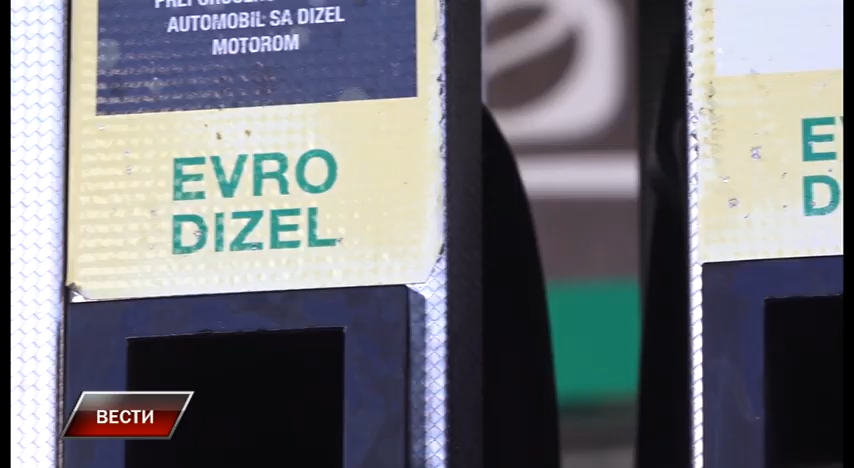 AUTOMOBIL SA DIZEL
MOTOROM
EVRO
DIZEL
ВЕСТИ